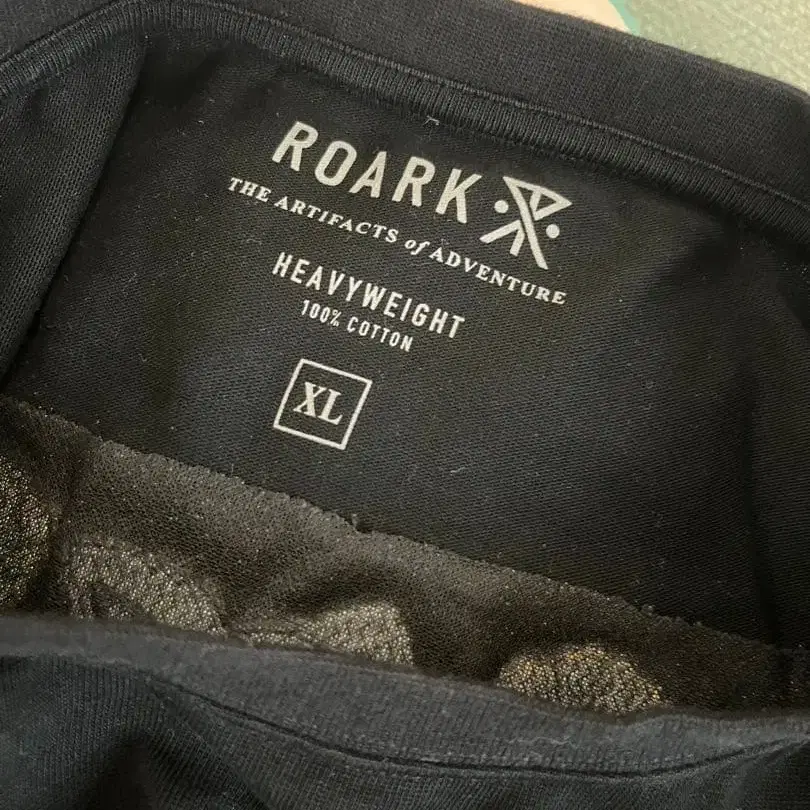 ROARK
THE ARTIFACTS of ADVENTURE
HEAVYWEIGHT
100% COTTON
XL